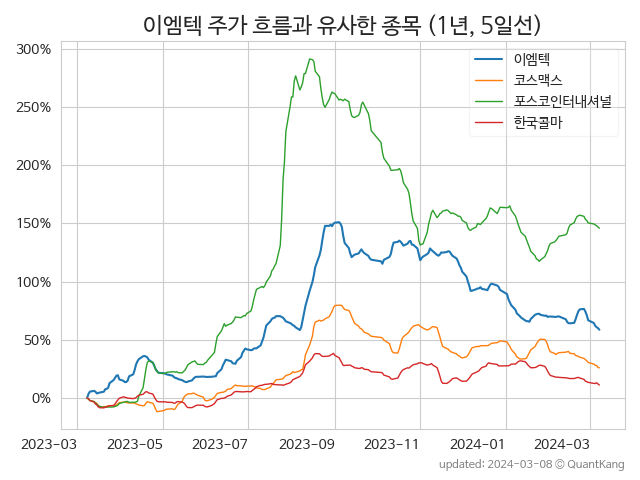 이엠텍 주가 흐름과 유사한 종목 (1년, 5일선)
300%
250%
200%
150%
100%
50%
0%
이엠텍
코스맥스
포스코인터내셔널
한국콜마
2023-03
2023-05
2023-07
2023-09
2023-11
2024-01
2024-03
updated: 2024-03-08 © QuantKang